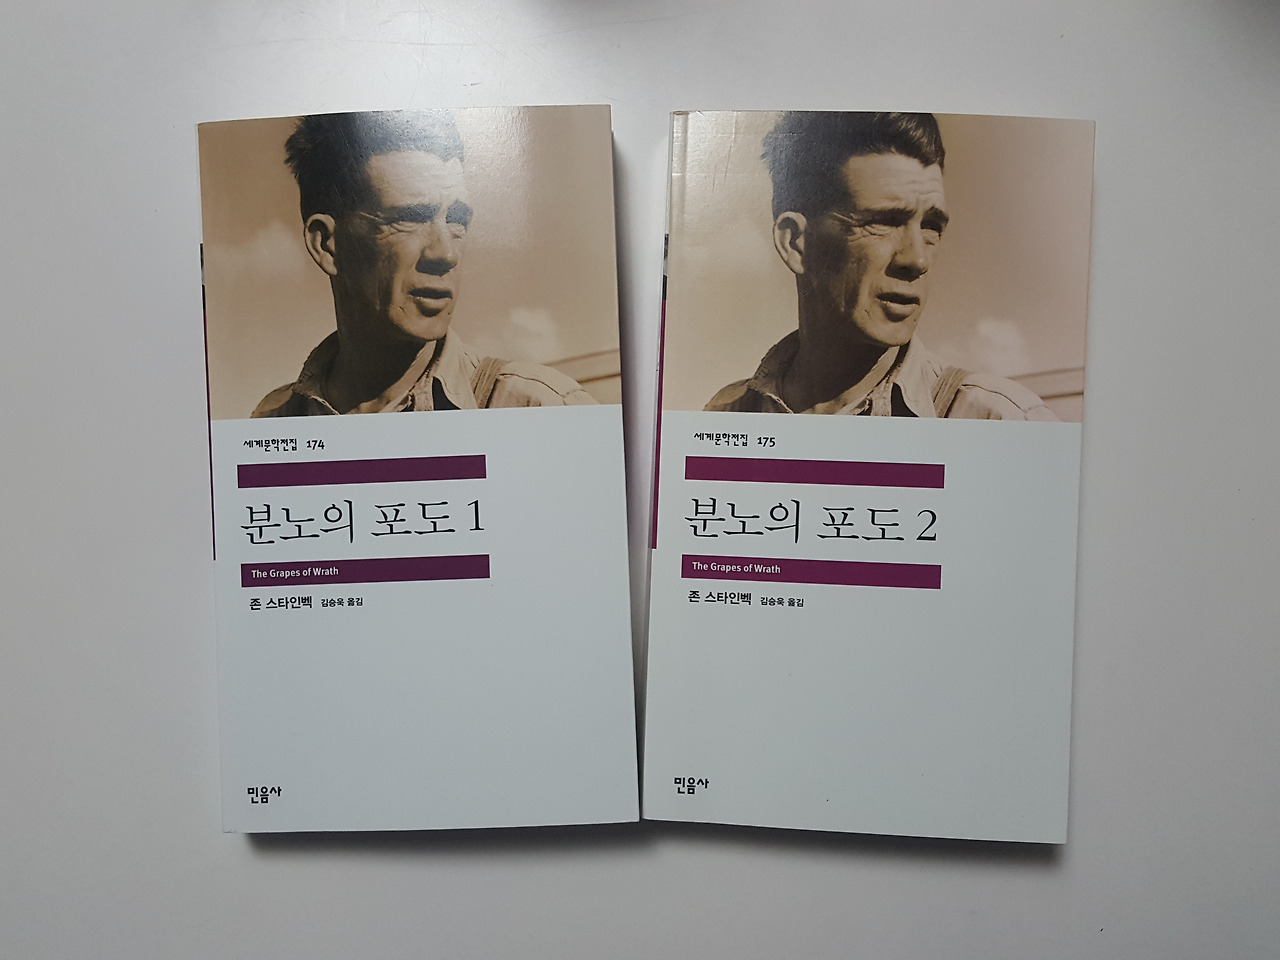 세계문학전집 174
분노의 포도 1
The Grapes of Wrath
존 스타인벡 김승욱 옮김
민음사
세계문학전집 175
분노의 포도 2
The Grapes of Wrath
존 스타인벡 김승욱 옮김
민음사